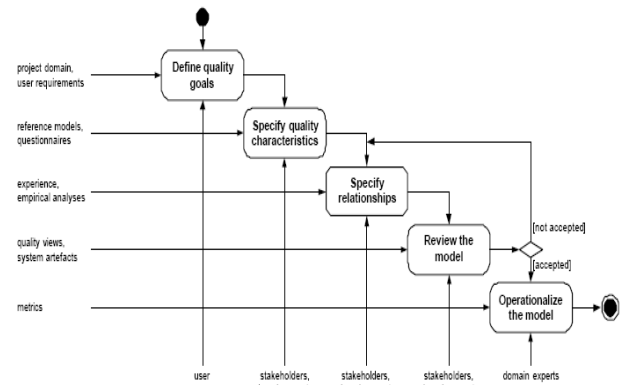 project domain,
user requirements
Define quality
goals
reference models,
questionnaires
Specify quality
characteristics
experience,
empirical analyses
Specify
relationships
[not accepted]
quality views,
system artefacts
Review the
model
[accepted]
metrics
Operationalize
the model
user
stakeholders,
stakeholders,
stakeholders,
domain experts